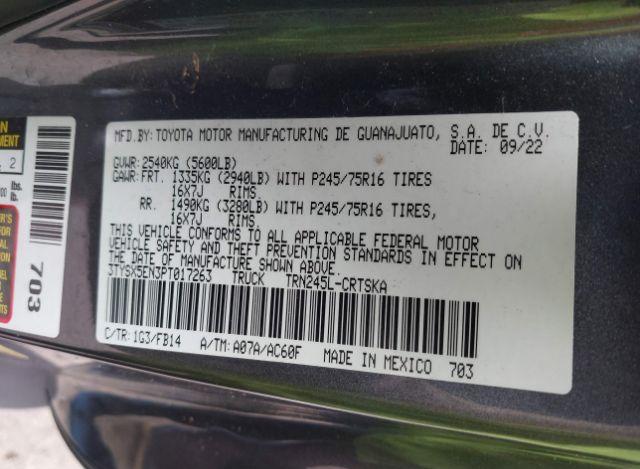 MFD.BY: TOYOTA MOTOR MANUFACTURING DE GUANAJUATO, S.A. DE C.V.
DATE: 09/22
GVWR: 2540KG (5600LB)
GAWR: FRT. 1335KG (2940LB) WITH P245/75R16 TIRES
16X7J RIMS
RR. 1490KG (3280LB) WITH P245/75R16 TIRES,
16X7J RIMS
THIS VEHICLE CONFORMS TO ALL APPLICABLE FEDERAL MOTOR
VEHICLE SAFETY AND THEFT PREVENTION STANDARDS IN EFFECT ON
THE DATE OF MANUFACTURE SHOWN ABOVE.
3TYSX5EN3PT017263 TRUCK TRN245L-CRTSKA
C/TR: 1G3/FB14 A/TM: A07A/AC60F MADE IN MEXICO 703
703
2
lbs.
lb.